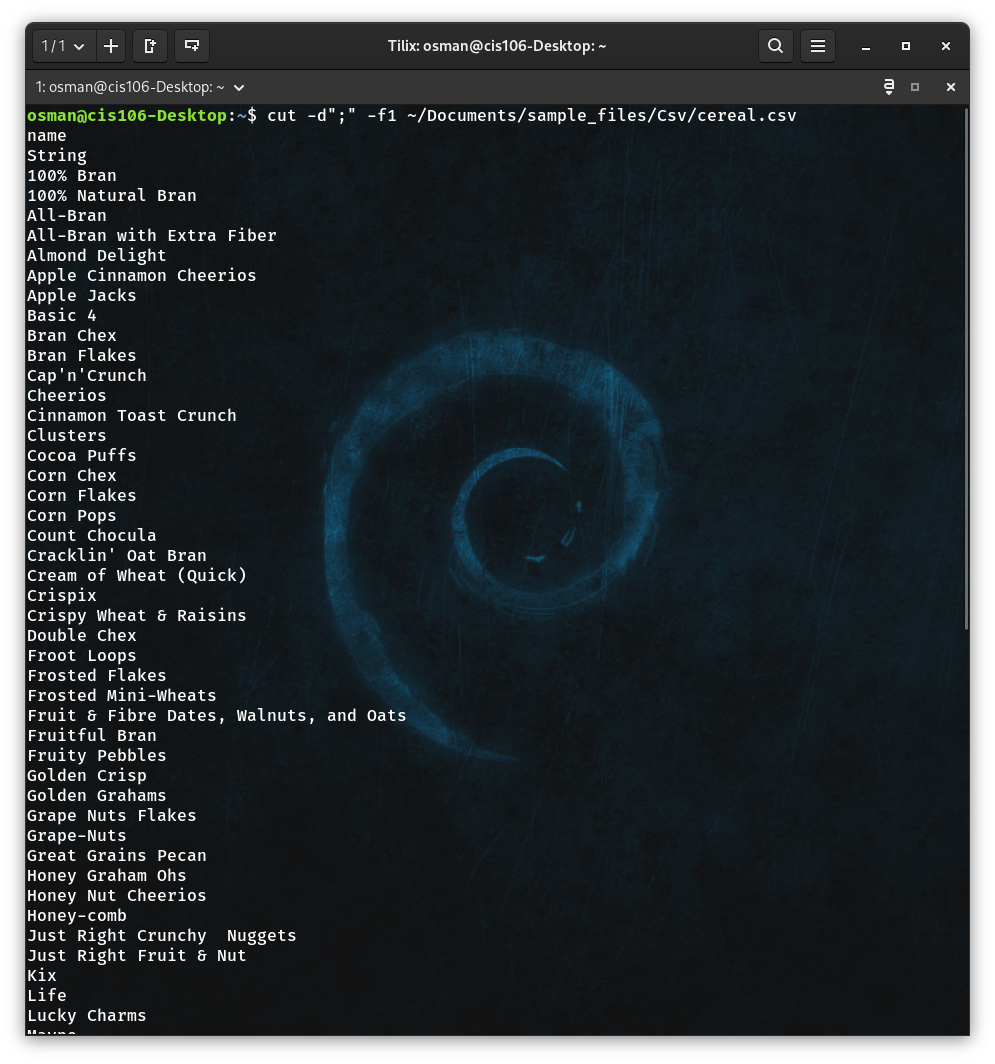 1 / 1
Tilix: osman@cis106-Desktop: ~
1: osman@cis106-Desktop: ~
osman@cis106-Desktop:~$ cut -d";" -f1 ~/Documents/sample_files/Csv/cereal.csv
name
String
100% Bran
100% Natural Bran
All-Bran
All-Bran with Extra Fiber
Almond Delight
Apple Cinnamon Cheerios
Apple Jacks
Basic 4
Bran Chex
Bran Flakes
Cap'n'Crunch
Cheerios
Cinnamon Toast Crunch
Clusters
Cocoa Puffs
Corn Chex
Corn Flakes
Corn Pops
Count Chocula
Cracklin' Oat Bran
Cream of Wheat (Quick)
Crispix
Crispy Wheat & Raisins
Double Chex
Froot Loops
Frosted Flakes
Frosted Mini-Wheats
Fruit & Fibre Dates, Walnuts, and Oats
Fruitful Bran
Fruity Pebbles
Golden Crisp
Golden Grahams
Grape Nuts Flakes
Grape-Nuts
Great Grains Pecan
Honey Graham Ohs
Honey Nut Cheerios
Honey-comb
Just Right Crunchy  Nuggets
Just Right Fruit & Nut
Kix
Life
Lucky Charms